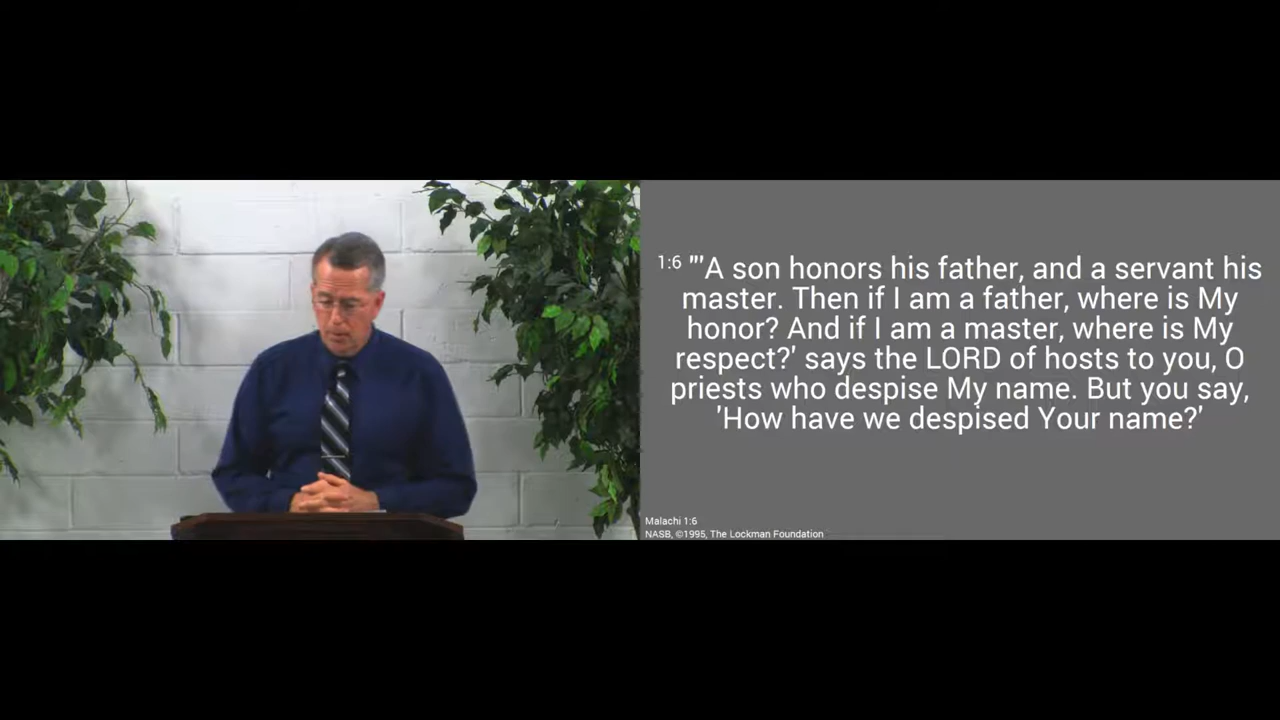 1:6 "'A son honors his father, and a servant his
master. Then if I am a father, where is My
honor? And if I am a master, where is My
respect?' says the LORD of hosts to you, O
priests who despise My name. But you say,
'How have we despised Your name?'
Malachi 1:6
NASB, ©1995, The Lockman Foundation